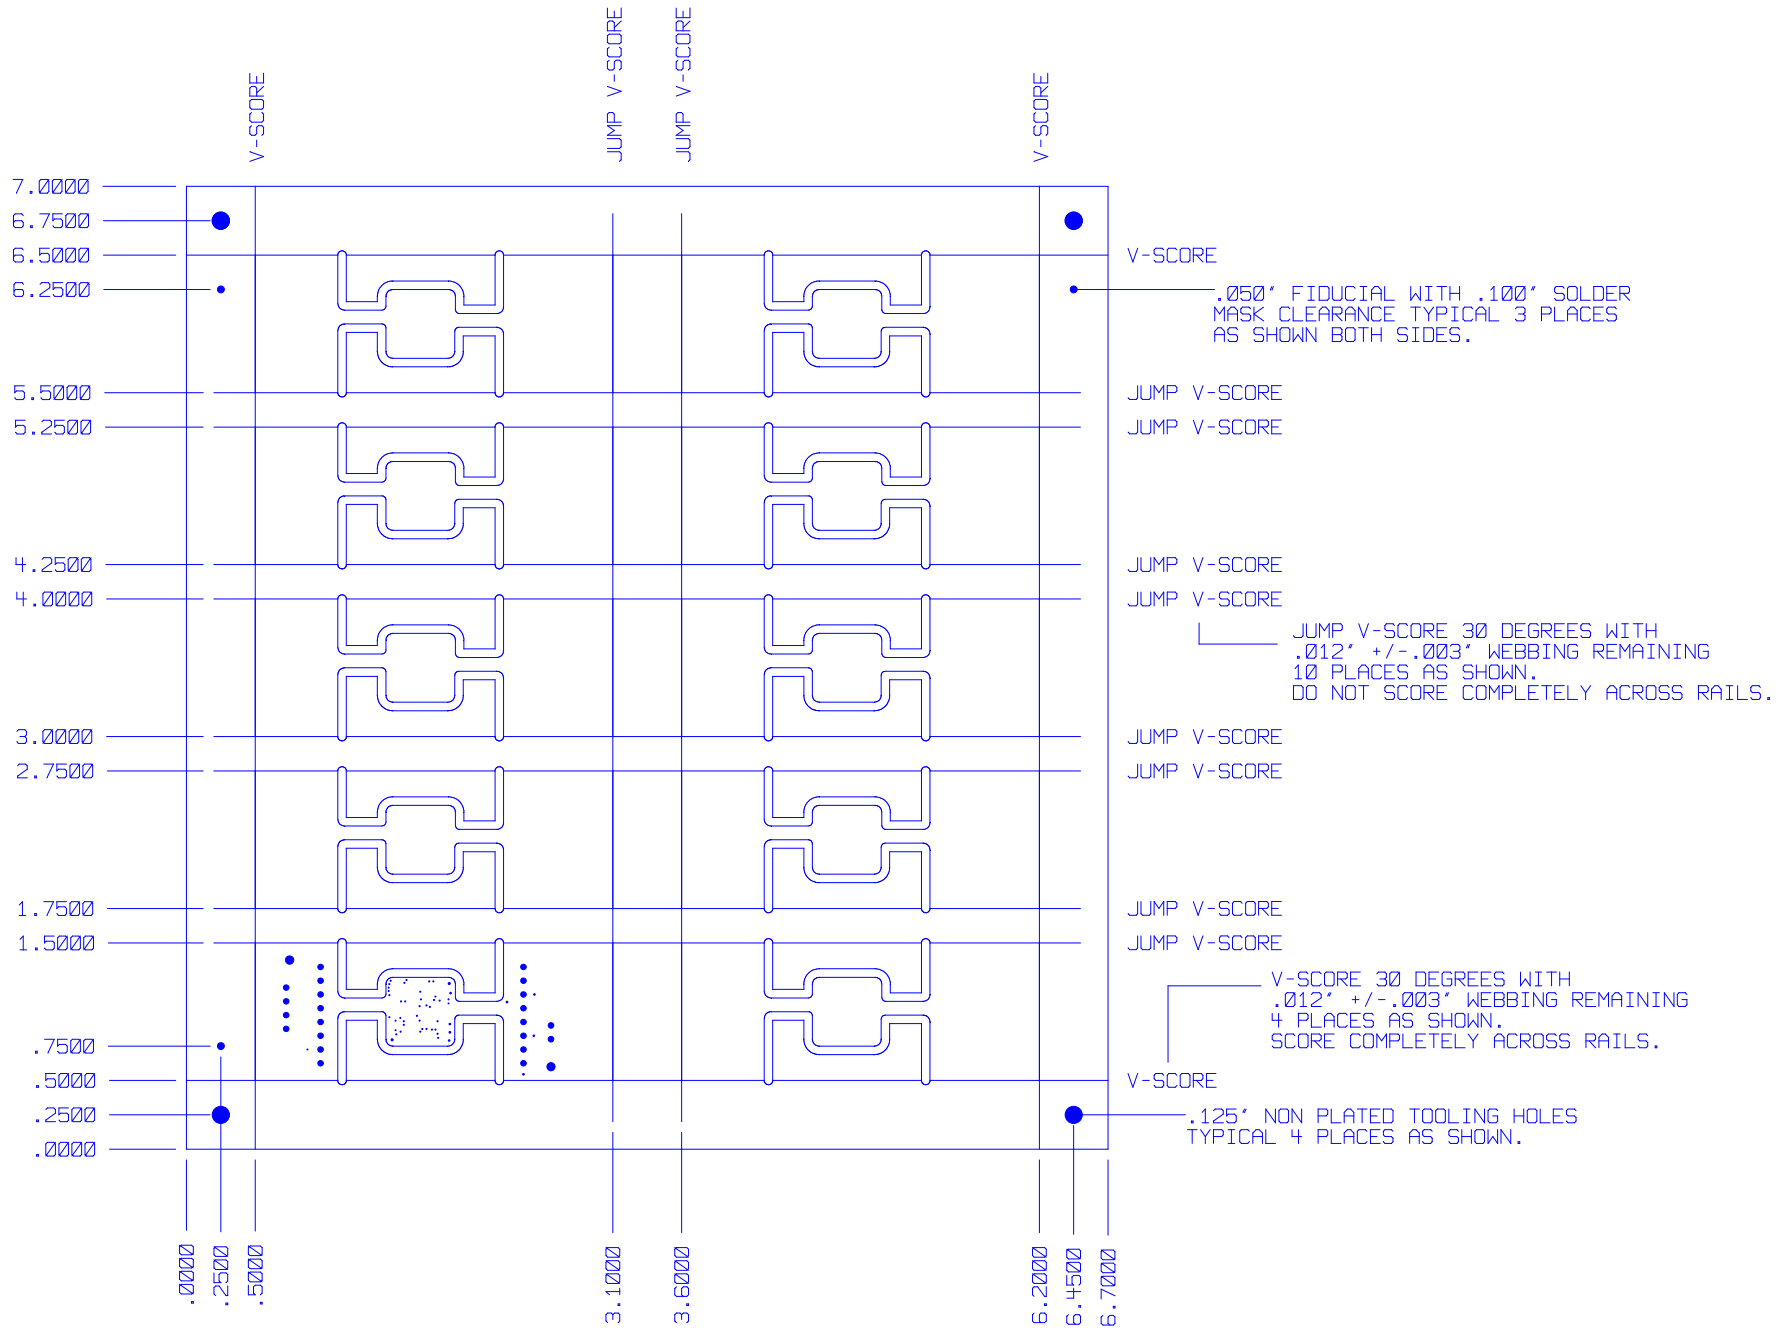 V-SCORE
JUMP V-SCORE
JUMP V-SCORE
V-SCORE
7.0000
6.7500
6.5000
V-SCORE
6.2500
.050" FIDUCIAL WITH .100" SOLDER
MASK CLEARANCE TYPICAL 3 PLACES
AS SHOWN BOTH SIDES.
5.5000
JUMP V-SCORE
5.2500
JUMP V-SCORE
4.2500
JUMP V-SCORE
4.0000
JUMP V-SCORE
JUMP V-SCORE 30 DEGREES WITH
.012" +/-.003" WEBBING REMAINING
10 PLACES AS SHOWN.
DO NOT SCORE COMPLETELY ACROSS RAILS.
3.0000
JUMP V-SCORE
2.7500
JUMP V-SCORE
1.7500
JUMP V-SCORE
1.5000
JUMP V-SCORE
V-SCORE 30 DEGREES WITH
.012" +/-.003" WEBBING REMAINING
4 PLACES AS SHOWN.
SCORE COMPLETELY ACROSS RAILS.
.7500
.5000
V-SCORE
.2500
.125" NON PLATED TOOLING HOLES
TYPICAL 4 PLACES AS SHOWN.
.0000
.0000
.2500
.5000
3.1000
3.6000
6.2000
6.4500
6.7000